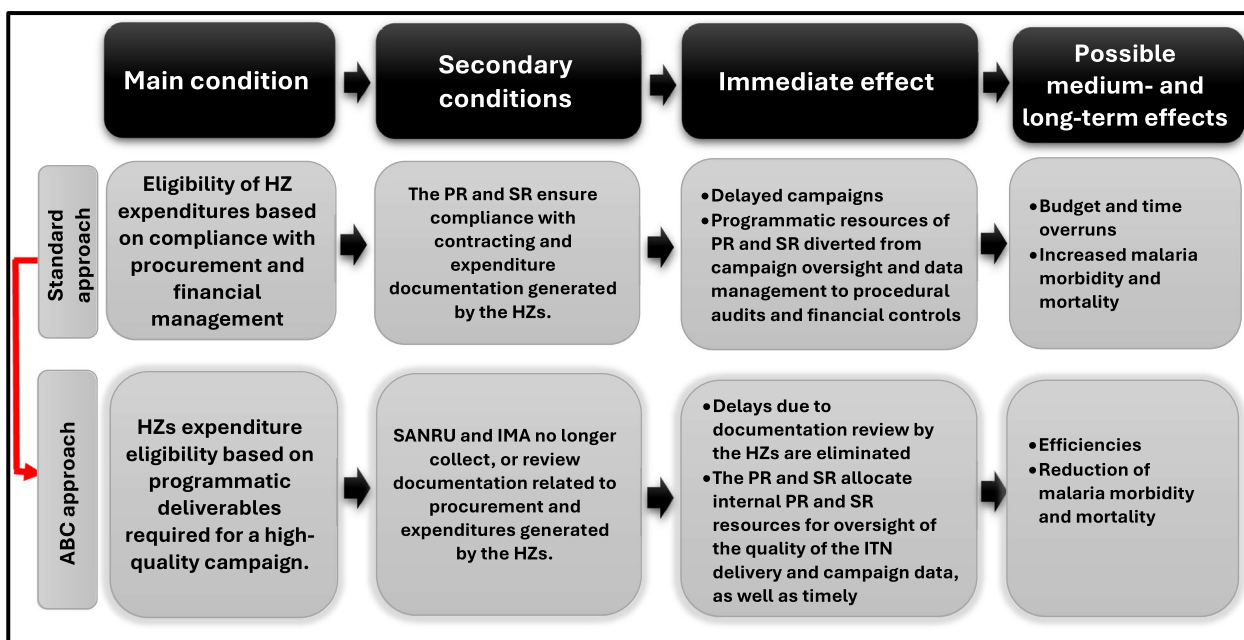 Main condition
Secondary
conditions
Immediate effect
Possible
medium- and
long-term effects
Standard
approach
Eligibility of HZ
expenditures based
on compliance with
procurement and
financial
management
The PR and SR ensure
compliance with
contracting and
expenditure
documentation generated
by the HZs.
•Delayed campaigns
•Programmatic resources of
PR and SR diverted from
campaign oversight and data
management to procedural
audits and financial controls
•Budget and time
overruns
•Increased malaria
morbidity and
mortality
ABC approach
HZs expenditure
eligibility based on
programmatic
deliverables
required for a high-
quality campaign.
SANRU and IMA no longer
collect, or review
documentation related to
procurement and
expenditures generated
by the HZs.
•Delays due to
documentation review by
the HZs are eliminated
•The PR and SR allocate
internal PR and SR
resources for oversight of
the quality of the ITN
delivery and campaign data,
as well as timely
•Efficiencies
•Reduction of
malaria morbidity
and mortality